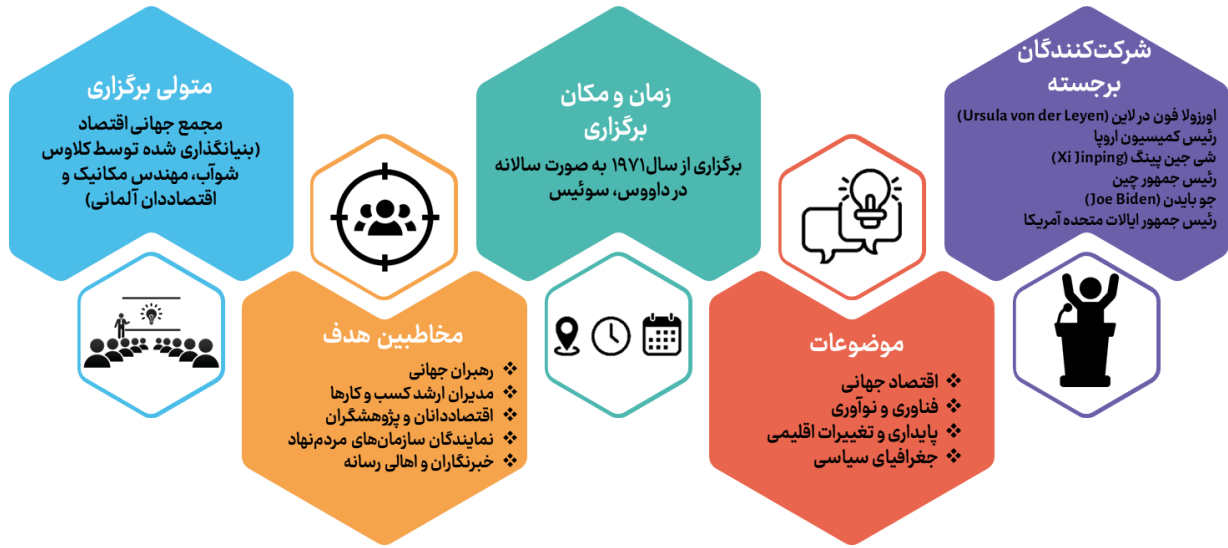 شرکت‌کنندگان
برجسته
اورزولا فون در لاین (Ursula von der Leyen)
رئیس کمیسیون اروپا
شی جین پینگ (Xi Jinping)
رئیس جمهور چین
جو بایدن (Joe Biden)
رئیس جمهور ایالات متحده آمریکا
موضوعات
❖ اقتصاد جهانی
❖ فناوری و نوآوری
❖ پایداری و تغییرات اقلیمی
❖ جغرافیای سیاسی
زمان و مکان
برگزاری
برگزاری از سال ۱۹۷۱ به صورت سالانه
در داووس، سوئیس
مخاطبین هدف
❖ رهبران جهانی
❖ مدیران ارشد کسب و کارها
❖ اقتصاددانان و پژوهشگران
❖ نمایندگان سازمان‌های مردم‌نهاد
❖ خبرنگاران و اهالی رسانه
متولی برگزاری
مجمع جهانی اقتصاد
(بنیانگذاری شده توسط کلاوس
شوآب، مهندس مکانیک و
اقتصاددان آلمانی)